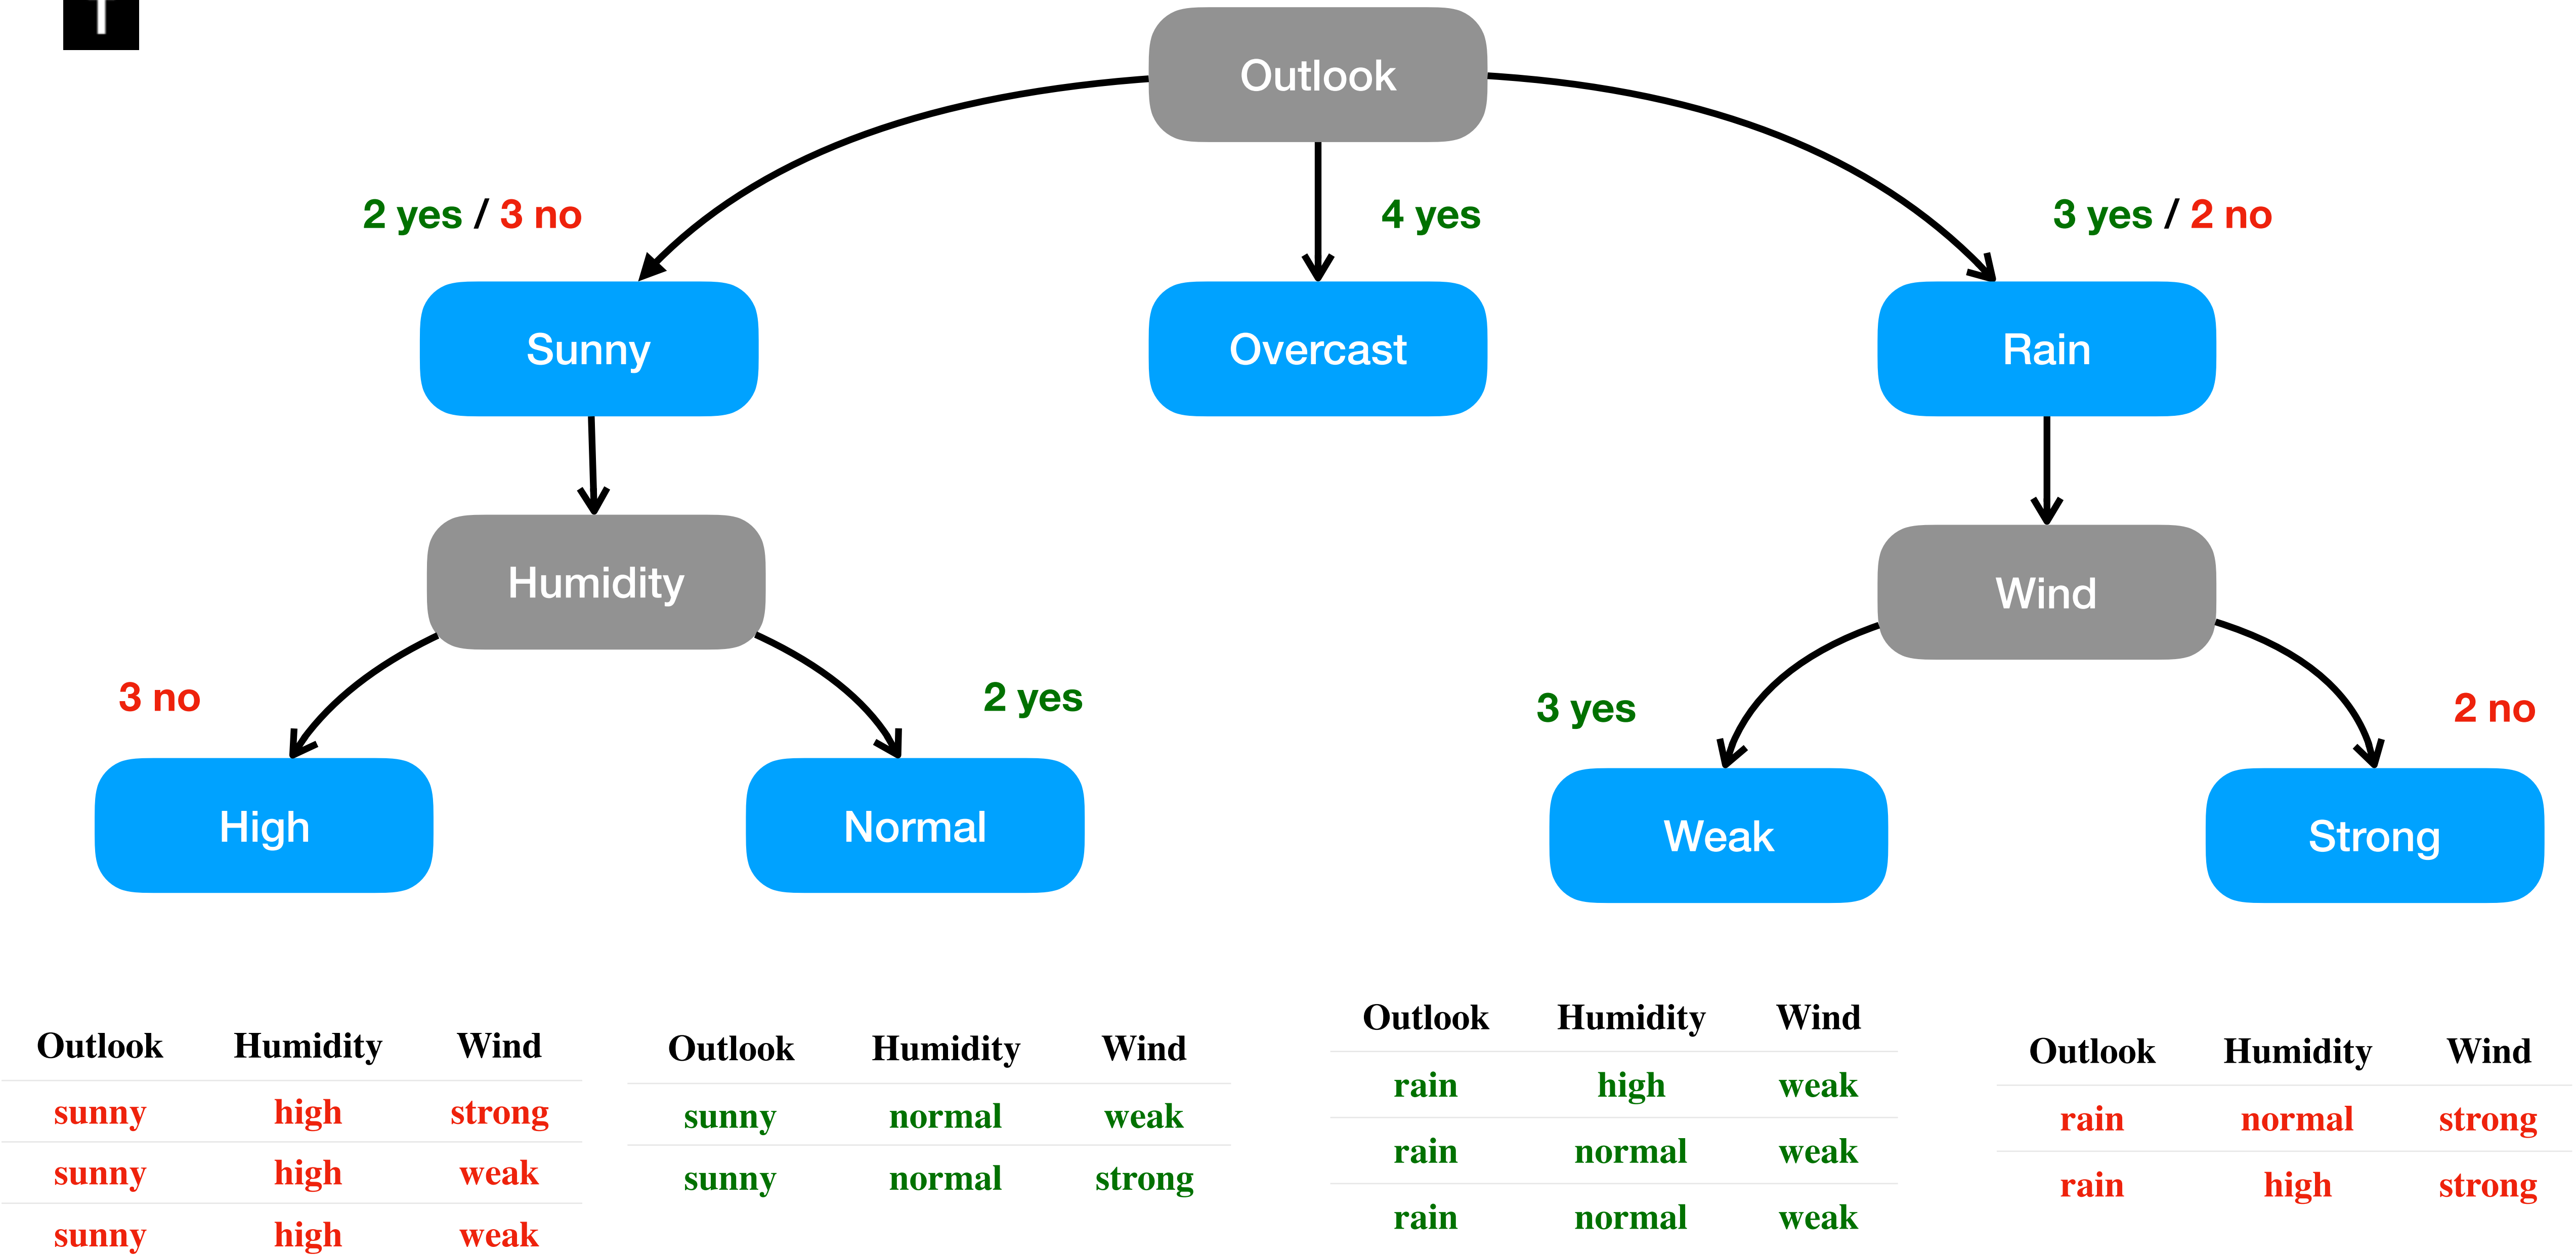 Outlook
2 yes / 3 no
4 yes
3 yes / 2 no
Sunny
Overcast
Rain
Humidity
Wind
3 no
2 yes
3 yes
2 no
High
Normal
Weak
Strong
Outlook Humidity Wind
sunny high strong
sunny high weak
sunny high weak
Outlook Humidity Wind
sunny normal weak
sunny normal strong
Outlook Humidity Wind
rain high weak
rain normal weak
rain normal weak
Outlook Humidity Wind
rain normal strong
rain high strong